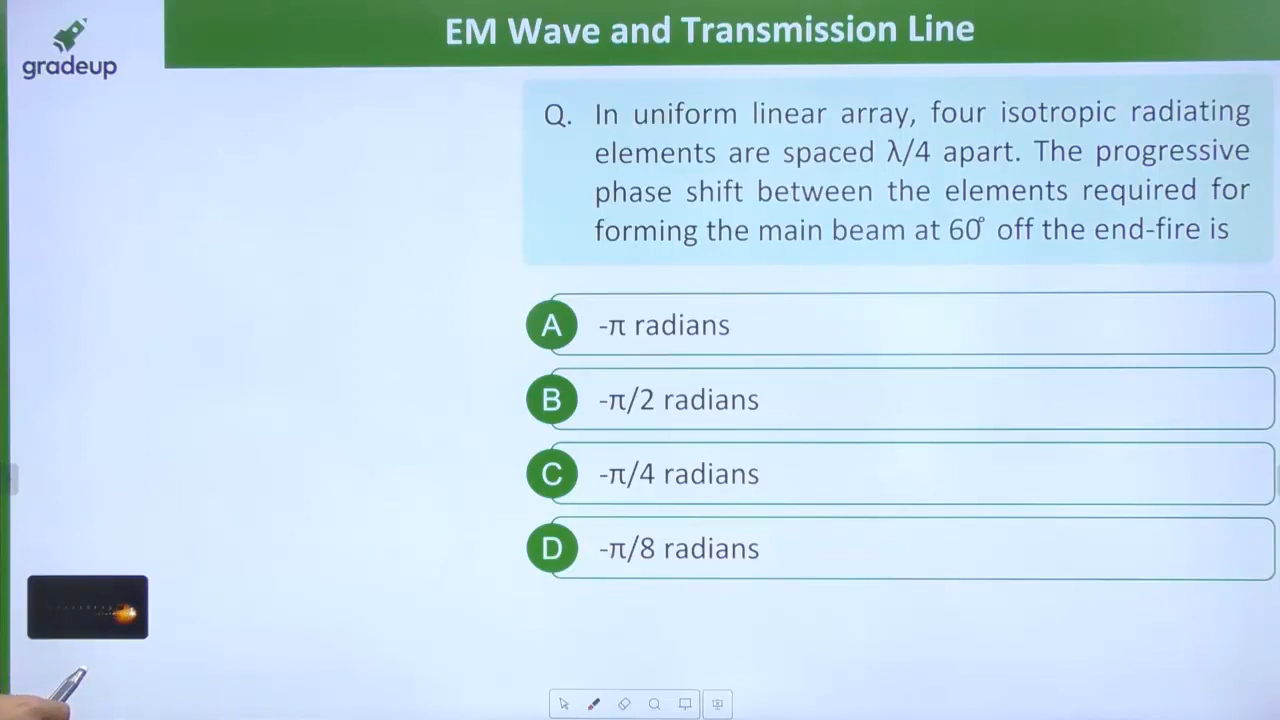 gradeup
EM Wave and Transmission Line
Q. In uniform linear array, four isotropic radiating
elements are spaced λ/4 apart. The progressive
phase shift between the elements required for
forming the main beam at 60° off the end-fire is
A -π radians
B -π/2 radians
C -π/4 radians
D -π/8 radians